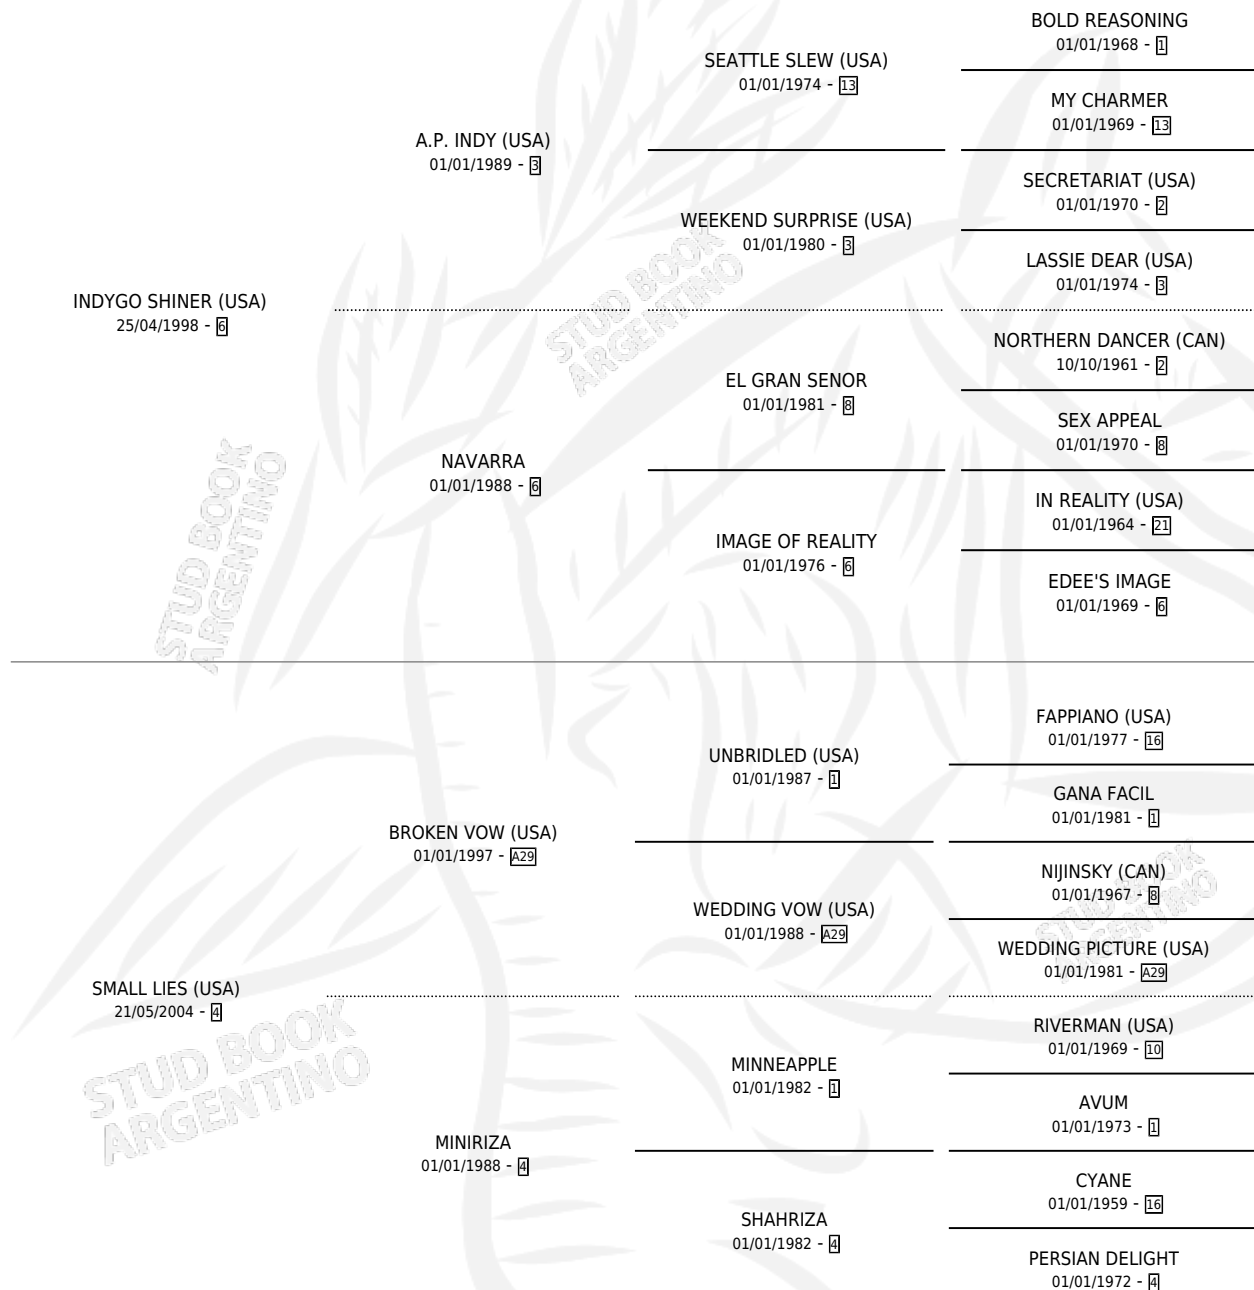 BOLD REASONING
01/01/1968 - 1
SEATTLE SLEW (USA)
01/01/1974 - 13
MY CHARMER
01/01/1969 - 13
A.P. INDY (USA)
01/01/1989 - 3
SECRETARIAT (USA)
01/01/1970 - 2
WEEKEND SURPRISE (USA)
01/01/1980 - 3
LASSIE DEAR (USA)
01/01/1974 - 3
INDYGO SHINER (USA)
25/04/1998 - 6
STUD BOOK
ARGENTINO
NORTHERN DANCER (CAN)
10/10/1961 - 2
EL GRAN SENOR
01/01/1981 - 8
SEX APPEAL
01/01/1970 - 8
NAVARRA
01/01/1988 - 6
IN REALITY (USA)
01/01/1964 - 21
IMAGE OF REALITY
01/01/1976 - 6
EDEE'S IMAGE
01/01/1969 - 6
STUD BOOK
ARGENTINO
FAPPIANO (USA)
01/01/1977 - 16
UNBRIDLED (USA)
01/01/1987 - 1
GANA FACIL
01/01/1981 - 1
BROKEN VOW (USA)
01/01/1997 - A29
NIJINSKY (CAN)
01/01/1967 - 8
WEDDING VOW (USA)
01/01/1988 - A29
STUD BOOK
ARGENTINO
WEDDING PICTURE (USA)
01/01/1981 - A29
SMALL LIES (USA)
21/05/2004 - 4
RIVERMAN (USA)
01/01/1969 - 10
MINNEAPPLE
01/01/1982 - 1
STUD BOOK
ARGENTINO
AVUM
01/01/1973 - 1
MINIRIZA
01/01/1988 - 4
CYANE
01/01/1959 - 16
SHAHRIZA
01/01/1982 - 4
PERSIAN DELIGHT
01/01/1972 - 4